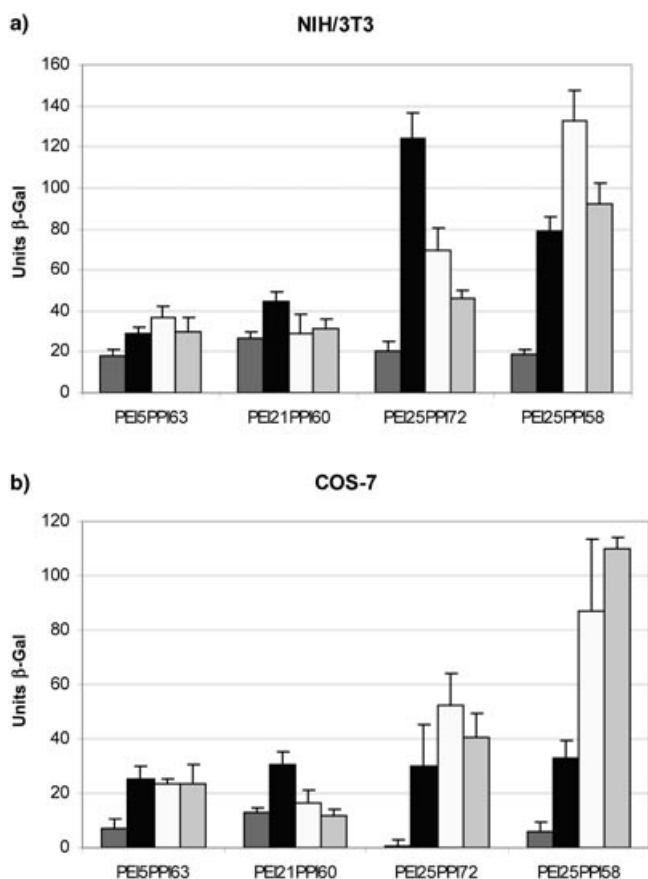 a)
NIH/3T3
Units β-Gal
160
140
120
100
80
60
40
20
0
PEI5PPI63
PEI21PPI60
PEI25PPI72
PEI25PPI58
b)
COS-7
Units β-Gal
120
100
80
60
40
20
0
PEI5PPI63
PEI21PPI60
PEI25PPI72
PEI25PPI58